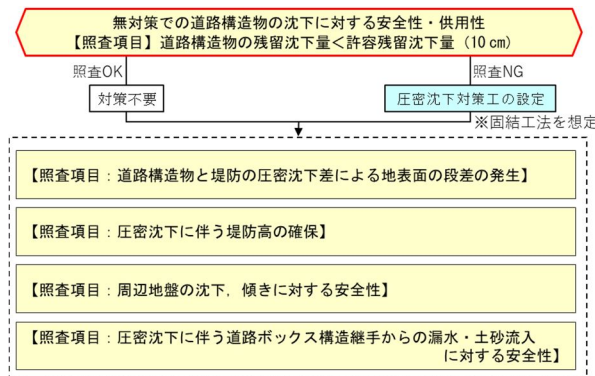 無対策での道路構造物の沈下に対する安全性・供用性
【照査項目】道路構造物の残留沈下量＜許容残留沈下量（10 cm）
照査OK
照査NG
対策不要
圧密沈下対策工の設定
※固結工法を想定
【照査項目：道路構造物と堤防の圧密沈下差による地表面の段差の発生】
【照査項目：圧密沈下に伴う堤防高の確保】
【照査項目：周辺地盤の沈下，傾きに対する安全性】
【照査項目：圧密沈下に伴う道路ボックス構造継手からの漏水・土砂流入
に対する安全性】